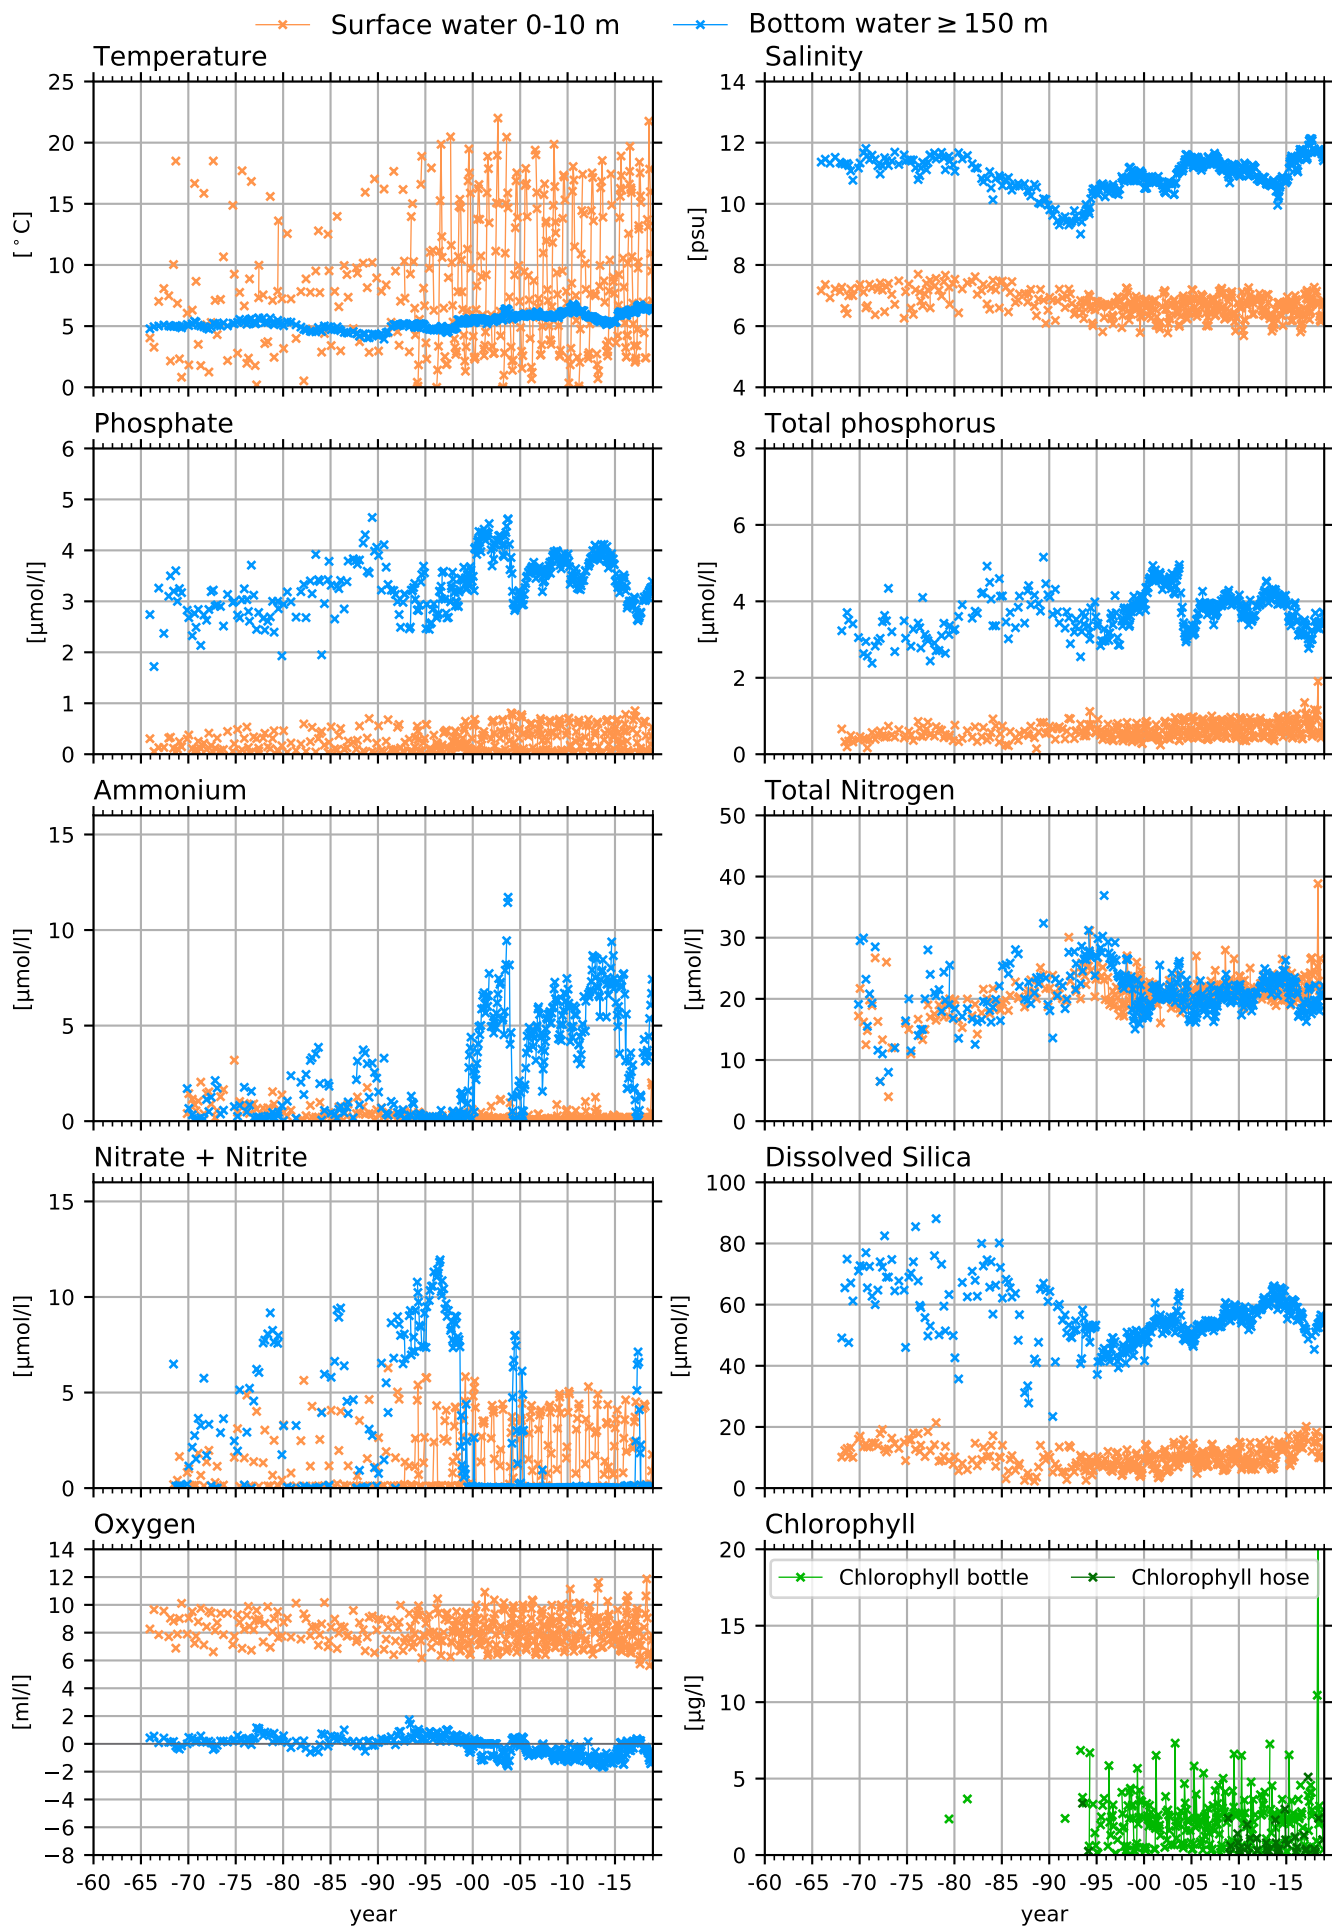 Surface water 0-10 m Bottom water ≥ 150 m
Temperature Salinity
25 14
20 12
15 10
10 8
5 6
0 4
[°C] [psu]
Phosphate Total phosphorus
6 8
5 6
4
3 4
2 2
1
0 0
[µmol/l] [µmol/l]
Ammonium Total Nitrogen
15 50
40
10 30
5 20
10
0 0
[µmol/l] [µmol/l]
Nitrate + Nitrite Dissolved Silica
15 100
80
10 60
5 40
20
0 0
[µmol/l] [µmol/l]
Oxygen Chlorophyll
14 20
12 Chlorophyll bottle Chlorophyll hose
10
8 15
6
4
2 10
0
−2 5
−4
−6
−8 0
[ml/l] [µg/l]
-60 -65 -70 -75 -80 -85 -90 -95 -00 -05 -10 -15 -60 -65 -70 -75 -80 -85 -90 -95 -00 -05 -10 -15
year year